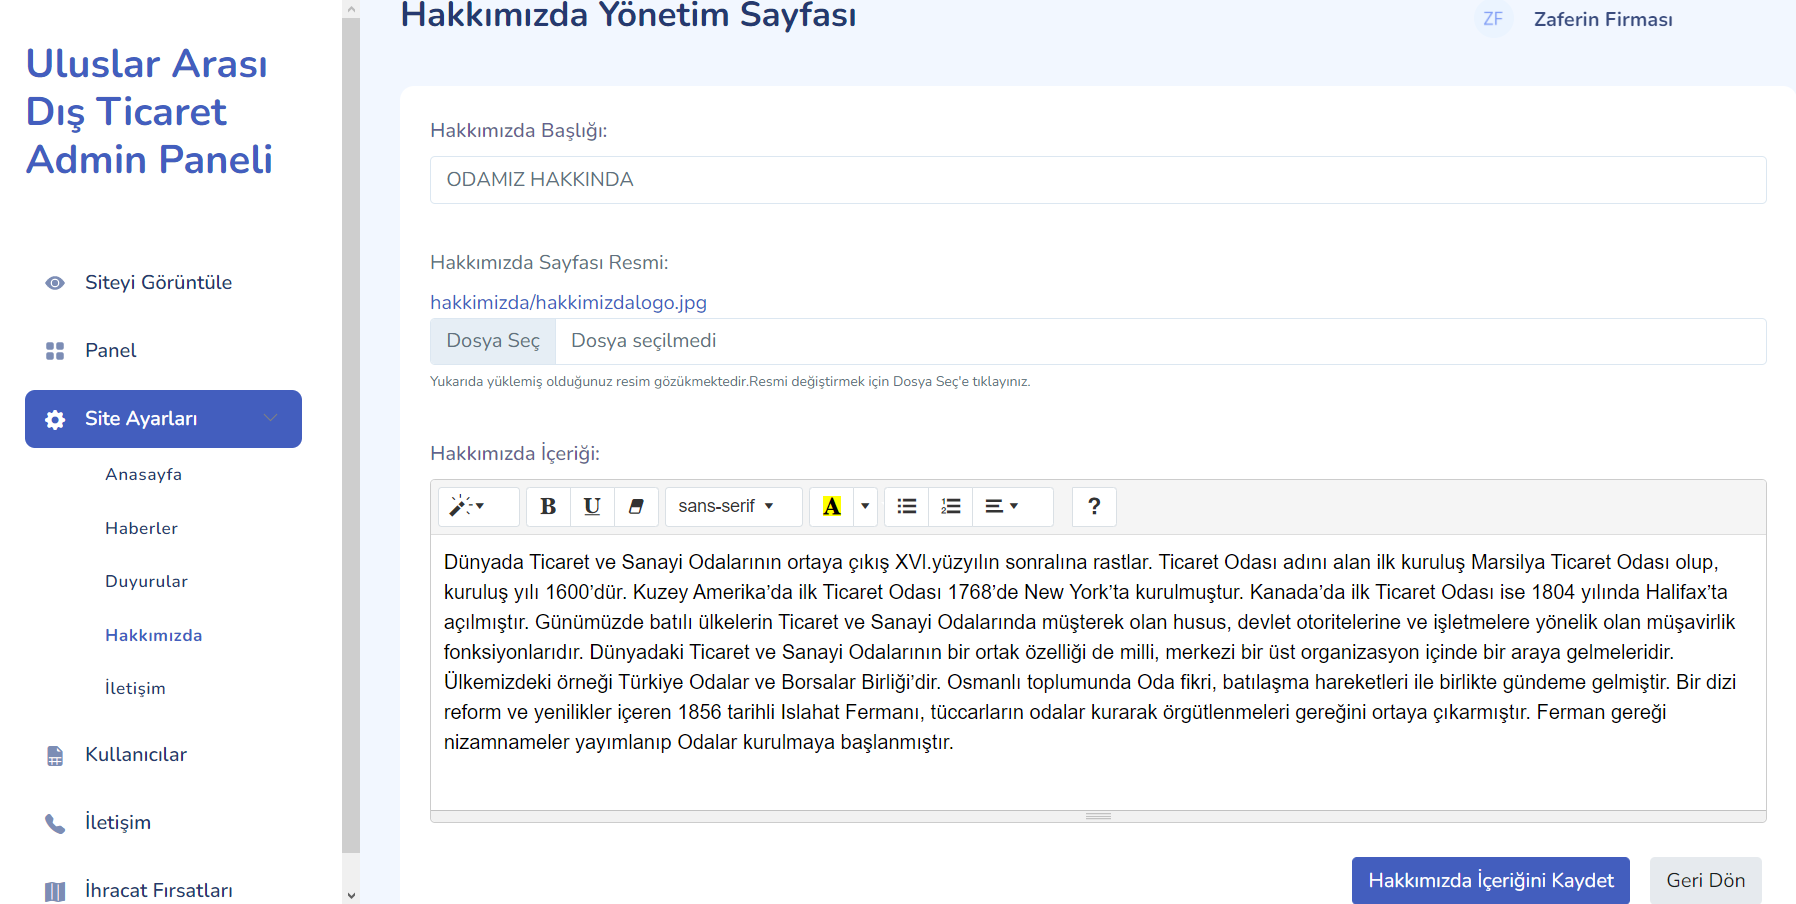 Uluslar Arası
Dış Ticaret
Admin Paneli
Siteyi Görüntüle
Panel
Site Ayarları
Anasayfa
Haberler
Duyurular
Hakkımızda
İletişim
Kullanıcılar
İletişim
İhracat Fırsatları
Hakkımızda Yönetim Sayfası
ZF Zaferin Firması
Hakkımızda Başlığı:
ODAMIZ HAKKINDA
Hakkımızda Sayfası Resmi:
hakkimizda/hakkimizdalogo.jpg
Dosya Seç Dosya seçilmedi
Yukarıda yüklemiş olduğunuz resim gözükmektedir.Resmi değiştirmek için Dosya Seç'e tıklayınız.
Hakkımızda İçeriği:
B U sans-serif A ?
Dünyada Ticaret ve Sanayi Odalarının ortaya çıkış XVI.yüzyılın sonralına rastlar. Ticaret Odası adını alan ilk kuruluş Marsilya Ticaret Odası olup,
kuruluş yılı 1600’dür. Kuzey Amerika’da ilk Ticaret Odası 1768’de New York’ta kurulmuştur. Kanada’da ilk Ticaret Odası ise 1804 yılında Halifax’ta
açılmıştır. Günümüzde batılı ülkelerin Ticaret ve Sanayi Odalarında müşterek olan husus, devlet otoritelerine ve işletmelere yönelik olan müşavirlik
fonksiyonlarıdır. Dünyadaki Ticaret ve Sanayi Odalarının bir ortak özelliği de milli, merkezi bir üst organizasyon içinde bir araya gelmeleridir.
Ülkemizdeki örneği Türkiye Odalar ve Borsalar Birliği’dir. Osmanlı toplumunda Oda fikri, batılaşma hareketleri ile birlikte gündeme gelmiştir. Bir dizi
reform ve yenilikler içeren 1856 tarihli Islahat Fermanı, tüccarların odalar kurarak örgütlenmeleri gereğini ortaya çıkarmıştır. Ferman gereği
nizamnameler yayımlanıp Odalar kurulmaya başlanmıştır.
Hakkımızda İçeriğini Kaydet Geri Dön